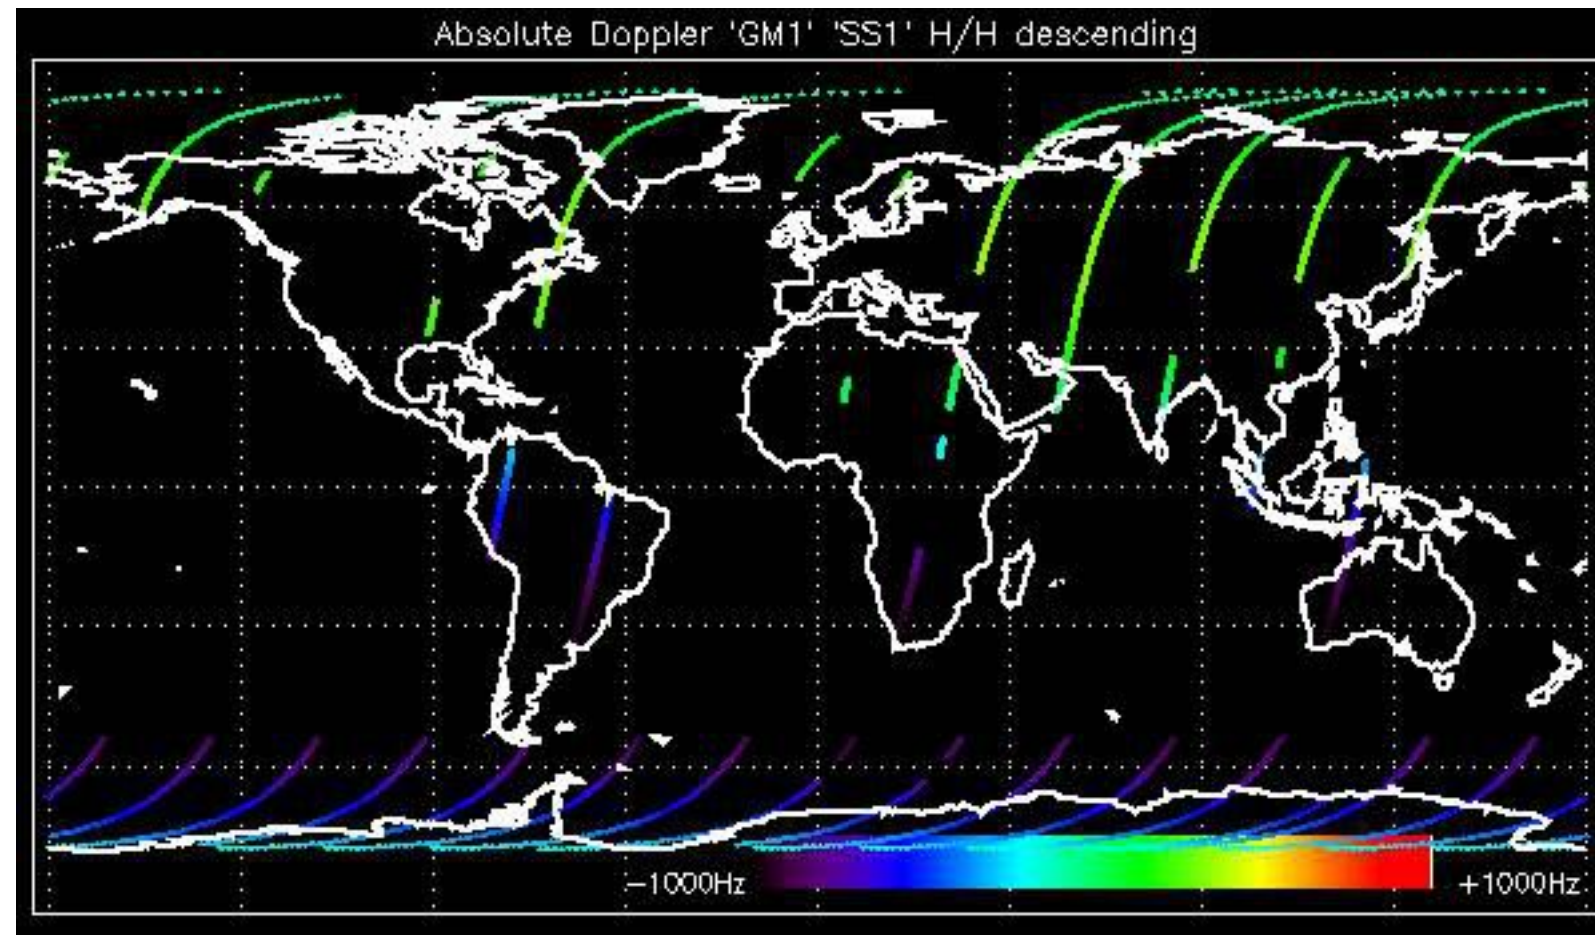 Absolute Doppler 'GM1' 'SS1' H/H descending
-1000Hz
+1000Hz